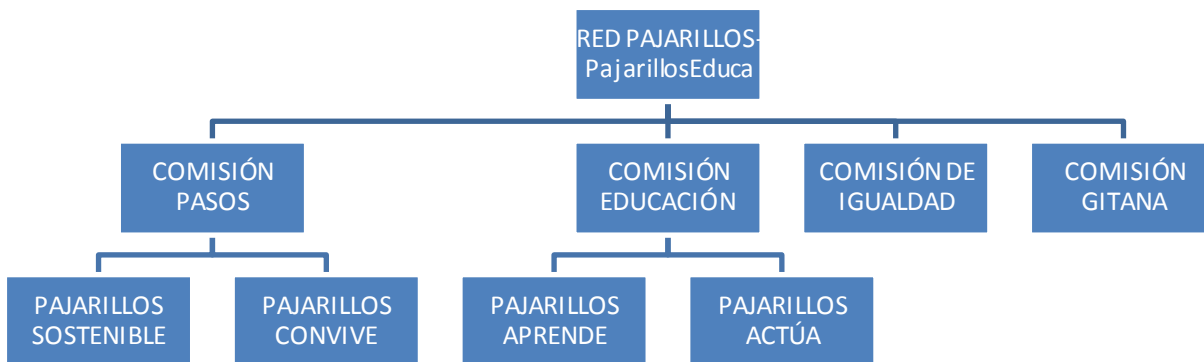 RED PAJARILLOS-
PajarillosEduca
COMISIÓN
PASOS
COMISIÓN
EDUCACIÓN
COMISIÓN DE
IGUALDAD
COMISIÓN
GITANA
PAJARILLOS
SOSTENIBLE
PAJARILLOS
CONVIVE
PAJARILLOS
APRENDE
PAJARILLOS
ACTÚA